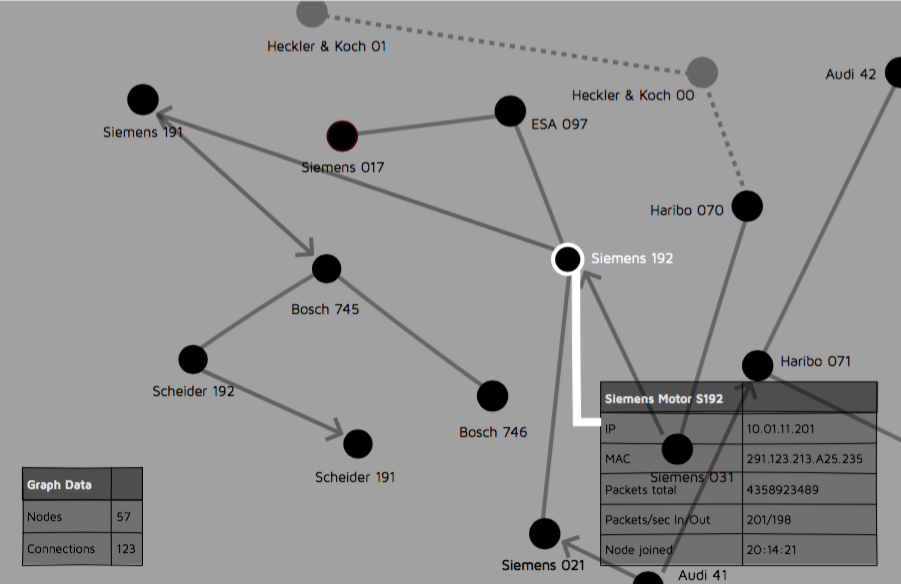 Heckler & Koch 01
Audi 42
Heckler & Koch 00
ESA 097
Siemens 191
Siemens 017
Haribo 070
Siemens 192
Bosch 745
Haribo 071
Scheider 192
Siemens Motor S192
IP 10.01.11.201
Bosch 746
MAC 291.123.213.A25.235
Scheider 191
Siemens 031
Packets total 4358923489
Graph Data
Nodes 57
Packets/sec In/Out 201/198
Connections 123
Node joined 20:14:21
Siemens 021
Audi 41